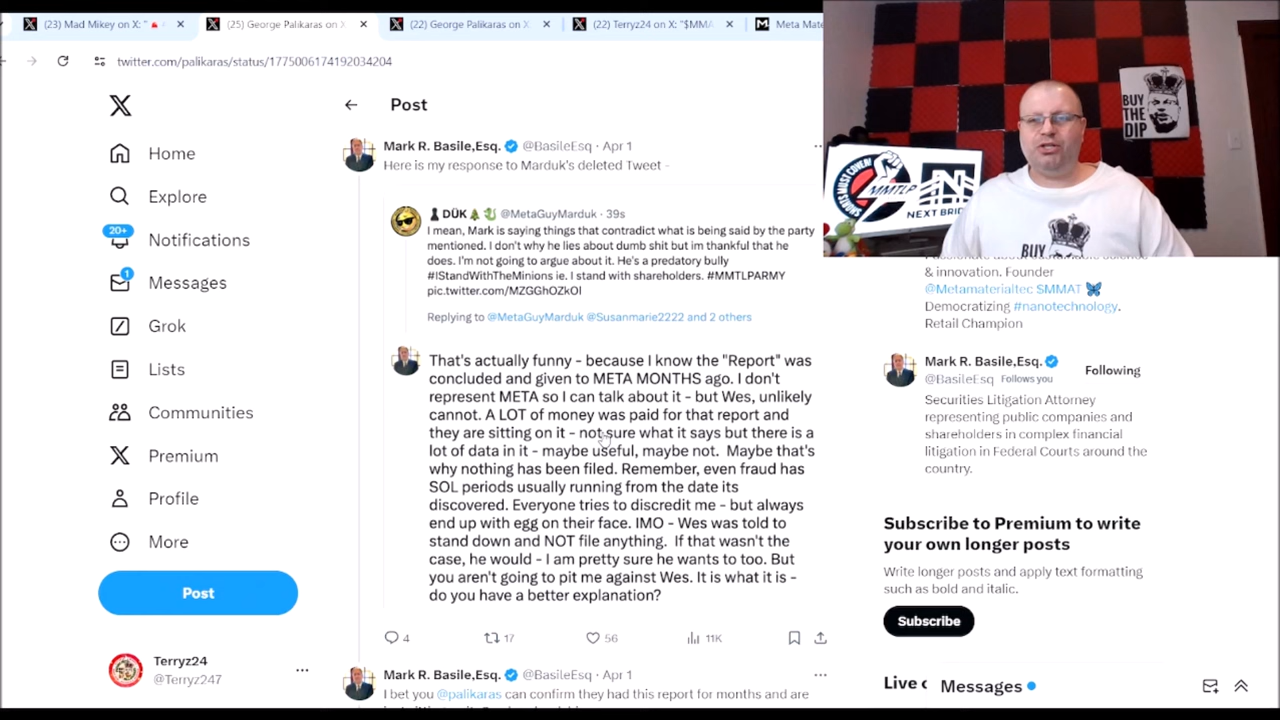 (23) Mad Mikey on X: "
(25) George Palikaras on X
(22) George Palikaras on X
(22) Terryz24 on X: "$MMA
Meta Mate
twitter.com/palikaras/status/1775006174192034204
Home
Explore
20+
Notifications
1
Messages
Grok
Lists
Communities
Premium
Profile
More
Post
Terryz24
@Terryz247
Post
Mark R. Basile,Esq. @BasileEsq · Apr 1
Here is my response to Marduk's deleted Tweet -
DÜK @MetaGuyMarduk · 39s
I mean, Mark is saying things that contradict what is being said by the party
mentioned. I don't why he lies about dumb shit but im thankful that he
does. I'm not going to argue about it. He's a predatory bully
#IStandWithTheMinions ie. I stand with shareholders. #MMTLPARMY
pic.twitter.com/MZGGhOZkOI
Replying to @MetaGuyMarduk @Susanmarie2222 and 2 others
That's actually funny - because I know the "Report" was
concluded and given to META MONTHS ago. I don't
represent META so I can talk about it - but Wes, unlikely
cannot. A LOT of money was paid for that report and
they are sitting on it - not sure what it says but there is a
lot of data in it - maybe useful, maybe not. Maybe that's
why nothing has been filed. Remember, even fraud has
SOL periods usually running from the date its
discovered. Everyone tries to discredit me - but always
end up with egg on their face. IMO - Wes was told to
stand down and NOT file anything. If that wasn't the
case, he would - I am pretty sure he wants to too. But
you aren't going to pit me against Wes. It is what it is -
do you have a better explanation?
4
17
56
11K
Mark R. Basile,Esq. @BasileEsq · Apr 1
I bet you @palikaras can confirm they had this report for months and are
BUY
THE
DIP
SHORTS MUST COVER!
MMTLP
NEXT BRID
BUY
& innovation. Founder
@Metamaterialtec $MMAT
Democratizing #nanotechnology.
Retail Champion
Mark R. Basile,Esq.
@BasileEsq Follows you
Following
Securities Litigation Attorney
representing public companies and
shareholders in complex financial
litigation in Federal Courts around the
country.
Subscribe to Premium to write
your own longer posts
Write longer posts and apply text formatting
such as bold and italic.
Subscribe
Live
Messages